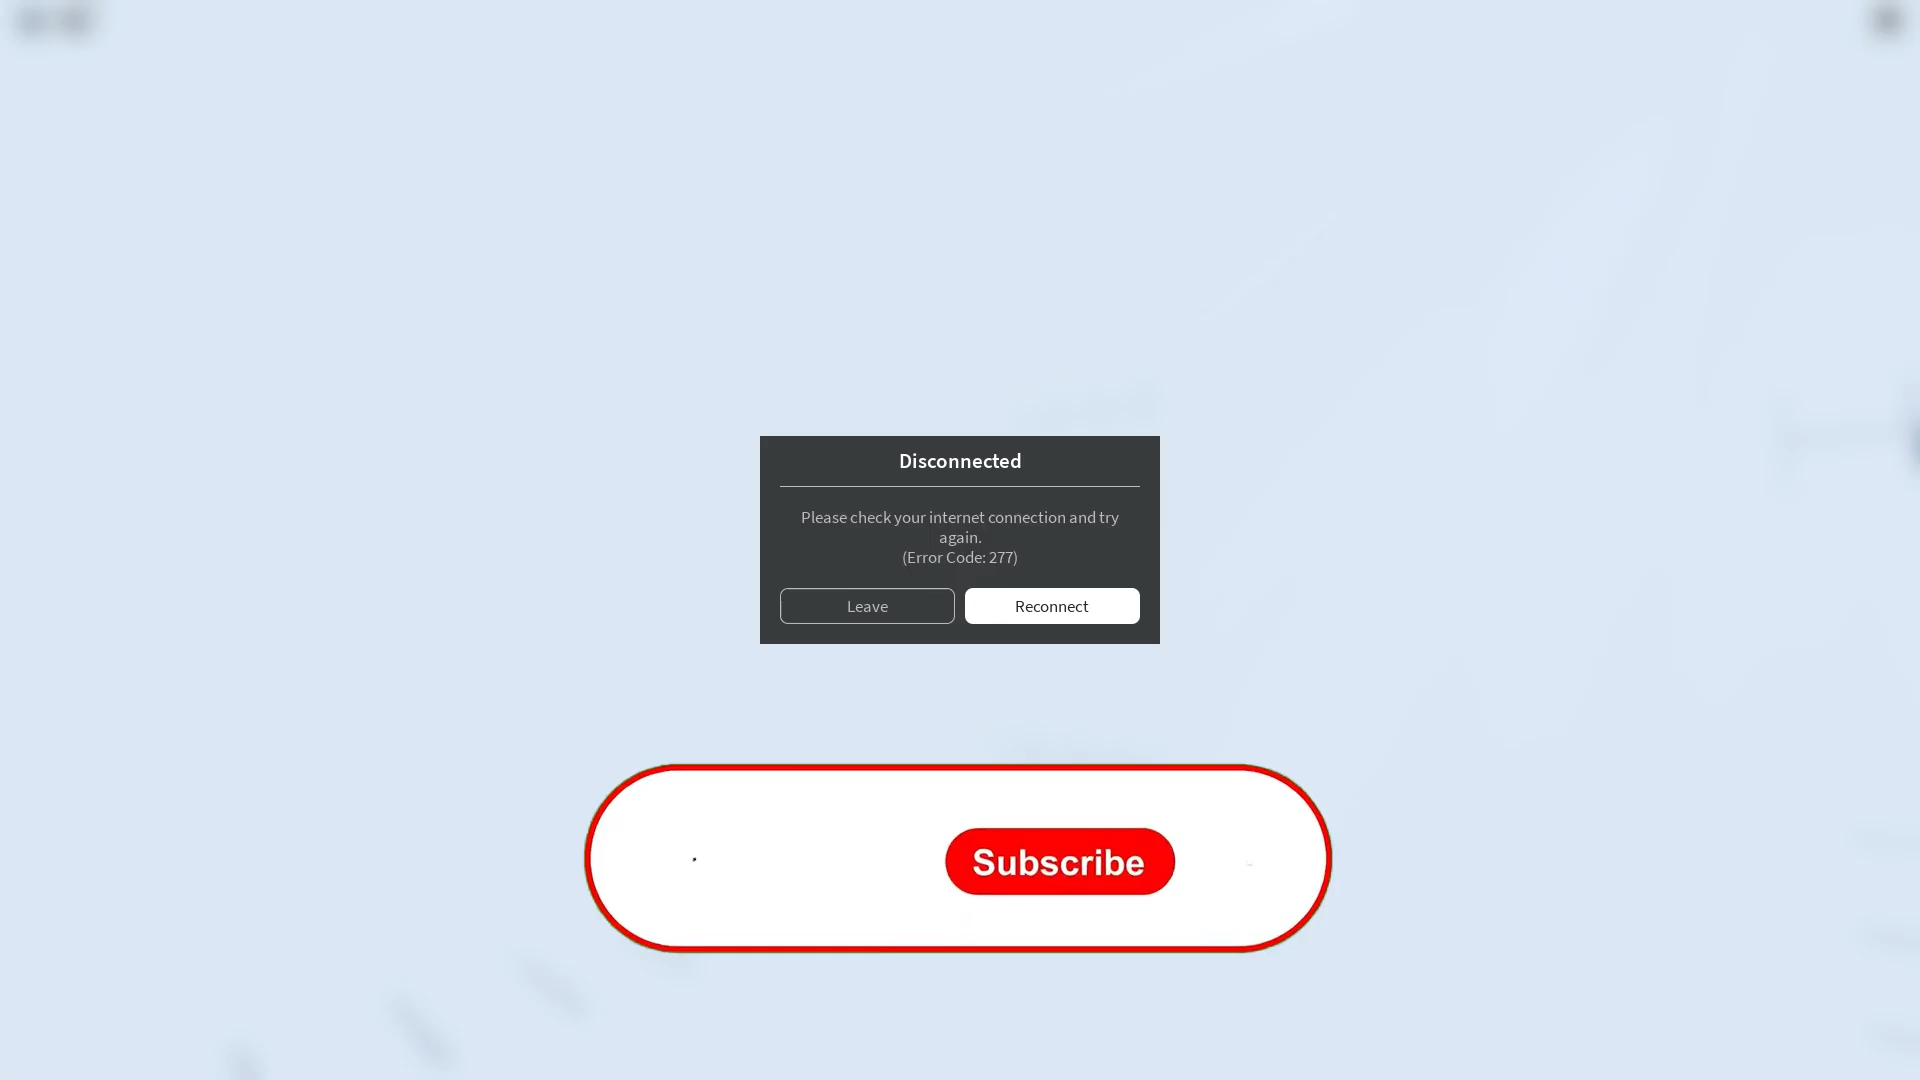 Disconnected
Please check your internet connection and try
again.
(Error Code: 277)
Leave
Reconnect
Subscribe